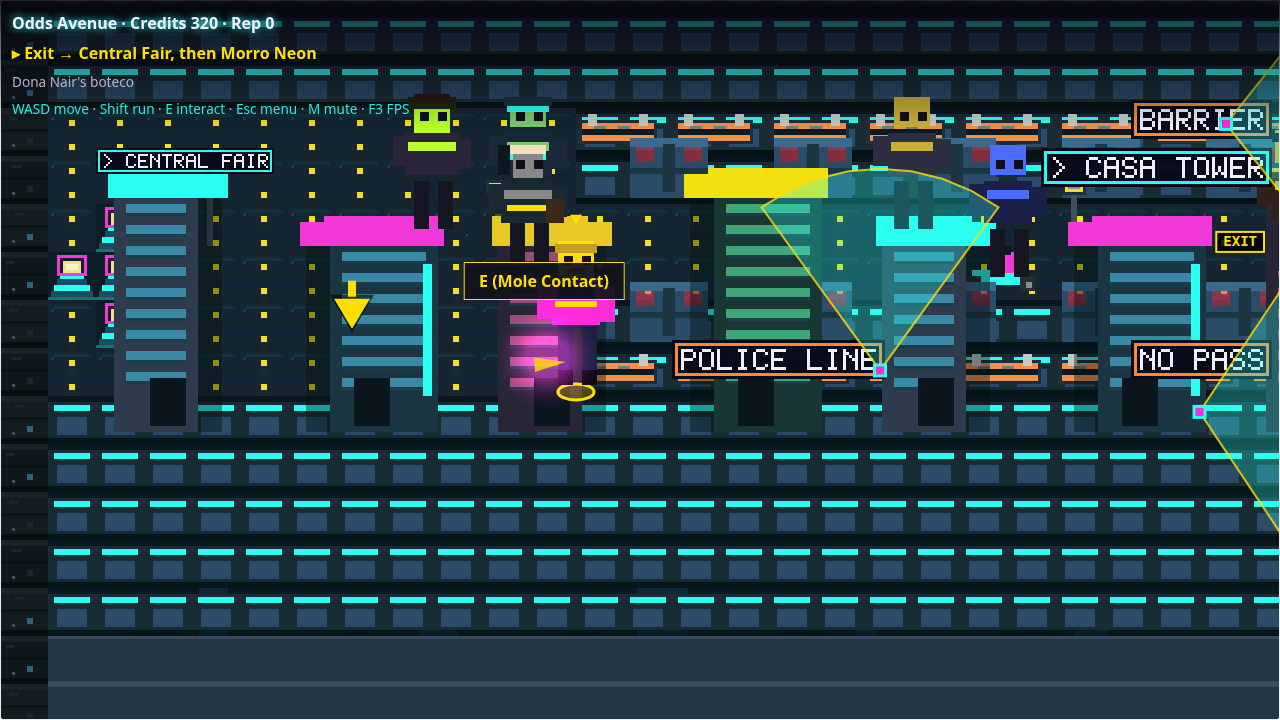 Odds Avenue · Credits 320 · Rep 0
▸ Exit → Central Fair, then Morro Neon
Dona Nair's boteco
WASD move · Shift run · E interact · Esc menu · M mute · F3 FPS
BARRIER
> CENTRAL FAIR
> CASA TOWER
EXIT
E (Mole Contact)
POLICE LINE
NO PASS